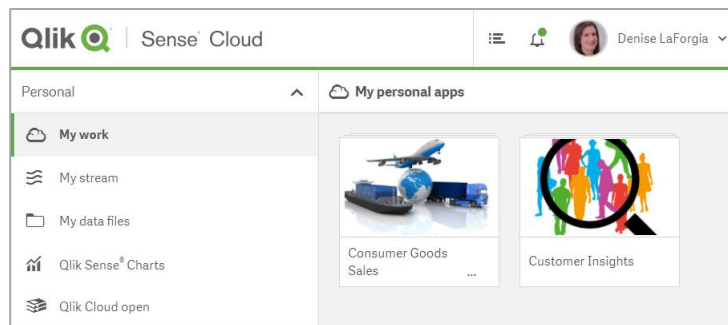 Qlik Sense® Cloud
Denise LaForgia
Personal
My personal apps
My work
My stream
My data files
Qlik Sense® Charts
Qlik Cloud open
Consumer Goods
Sales ...
Customer Insights